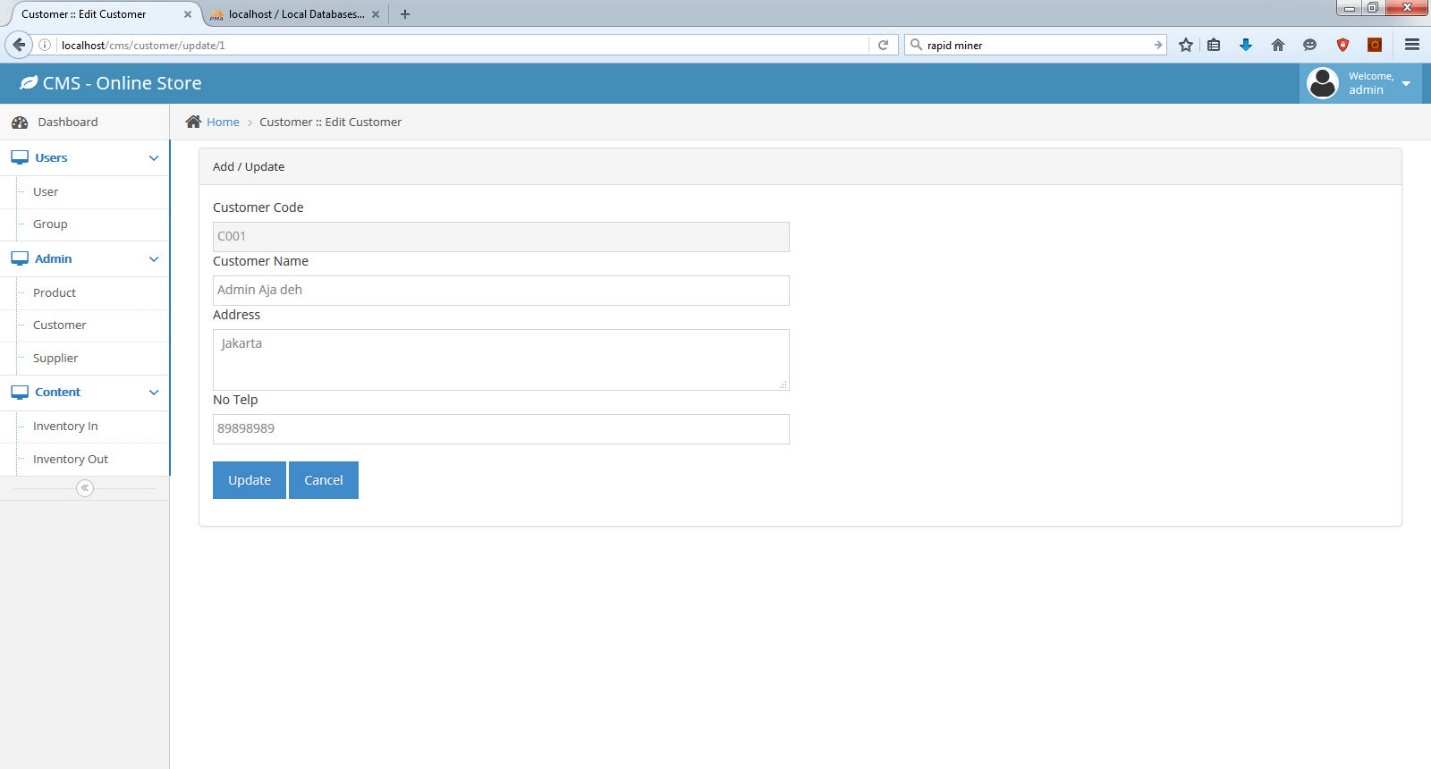 Customer :: Edit Customer
localhost / Local Databases...
localhost/cms/customer/update/1
rapid miner
CMS - Online Store
Welcome,
admin
Dashboard
Home > Customer :: Edit Customer
Users
User
Group
Admin
Product
Customer
Supplier
Content
Inventory In
Inventory Out
Add / Update
Customer Code
C001
Customer Name
Admin Aja deh
Address
Jakarta
No Telp
89898989
Update Cancel